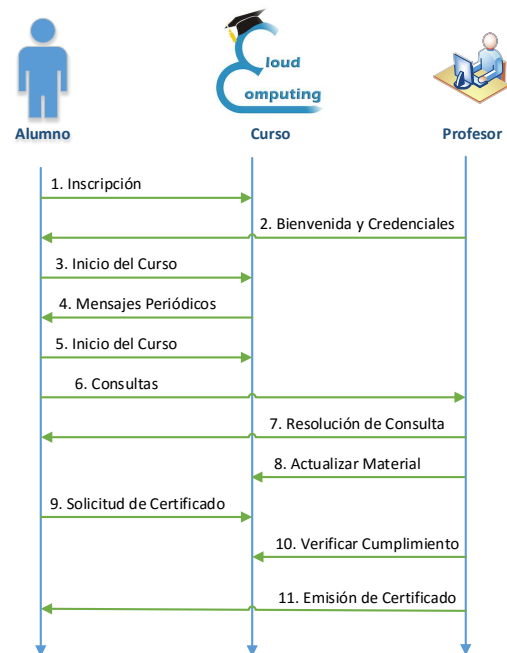 Cloud
Computing
Alumno
Curso
Profesor
1. Inscripción
2. Bienvenida y Credenciales
3. Inicio del Curso
4. Mensajes Periódicos
5. Inicio del Curso
6. Consultas
7. Resolución de Consulta
8. Actualizar Material
9. Solicitud de Certificado
10. Verificar Cumplimiento
11. Emisión de Certificado